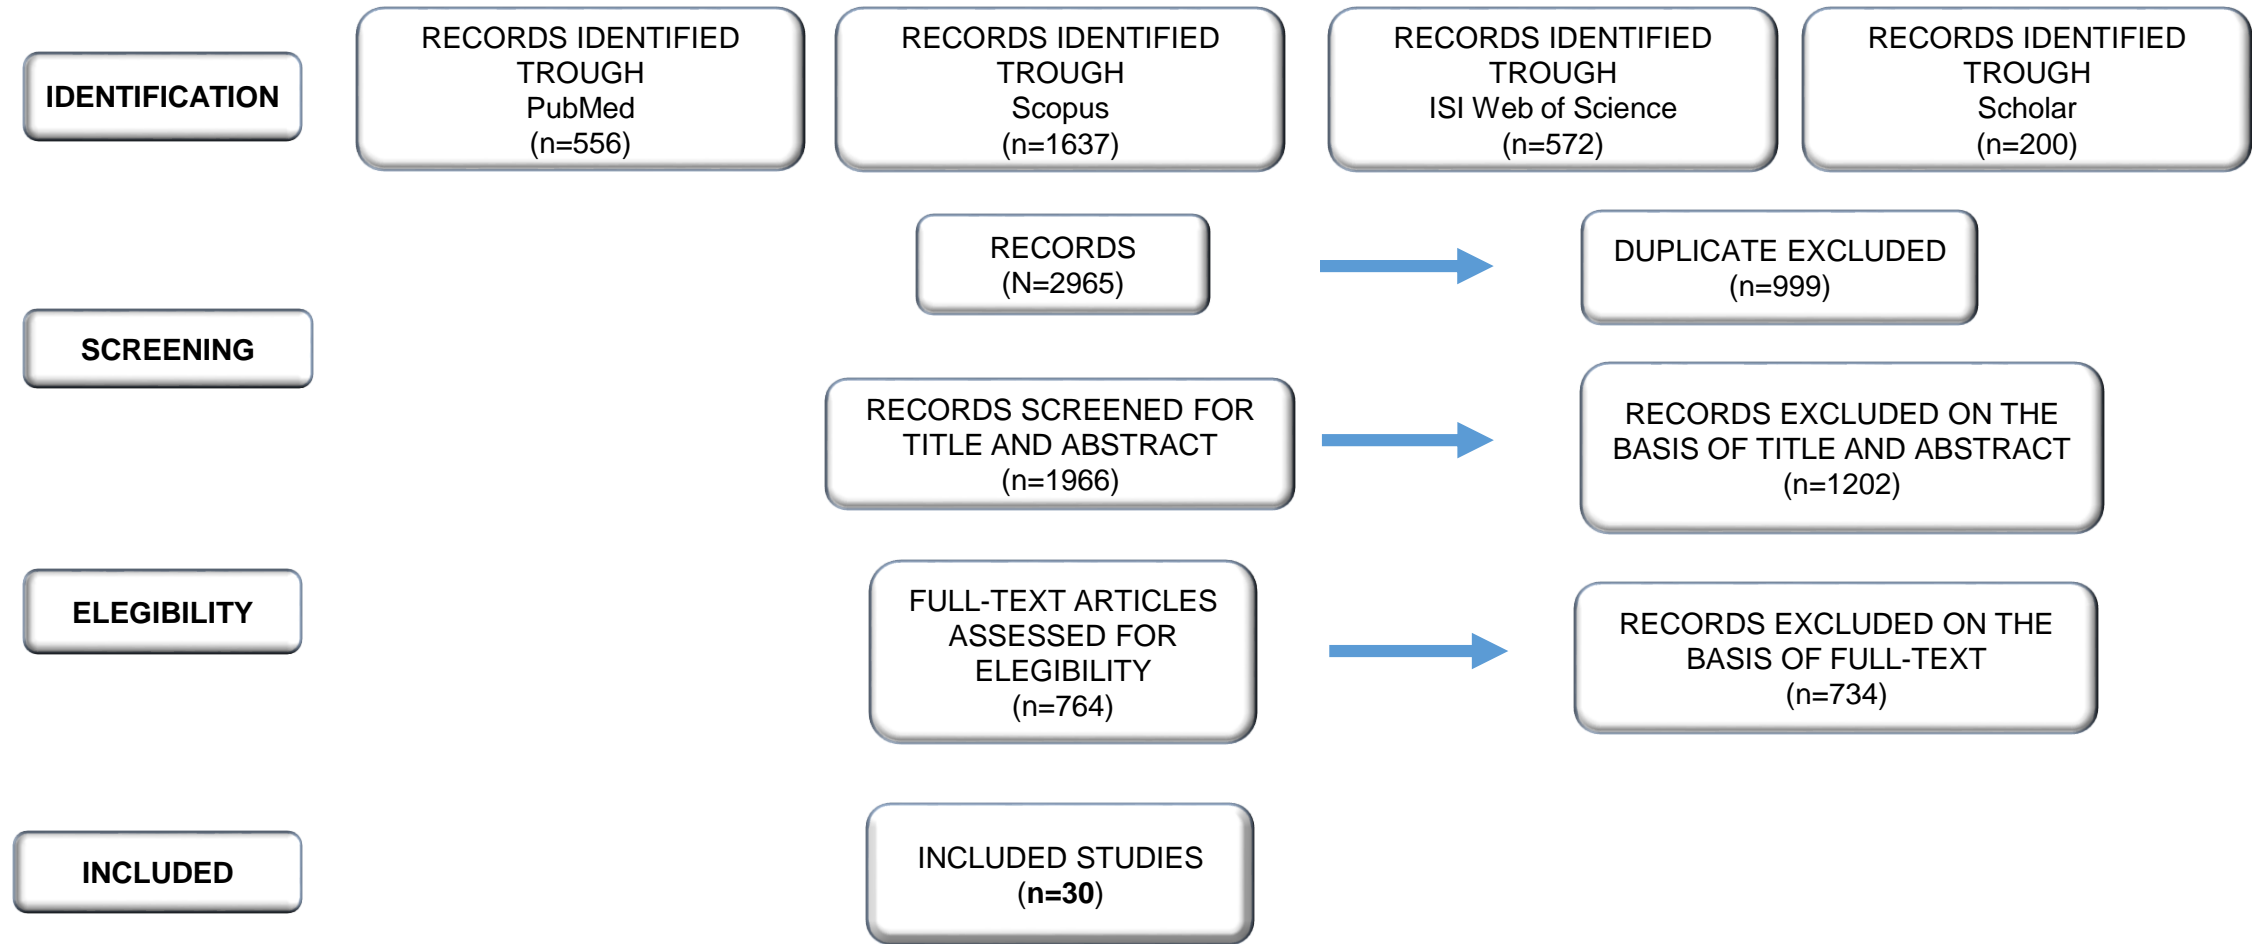 IDENTIFICATION
RECORDS IDENTIFIED
TROUGH
PubMed
(n=556)
RECORDS IDENTIFIED
TROUGH
Scopus
(n=1637)
RECORDS IDENTIFIED
TROUGH
ISI Web of Science
(n=572)
RECORDS IDENTIFIED
TROUGH
Scholar
(n=200)
RECORDS
(N=2965)
DUPLICATE EXCLUDED
(n=999)
SCREENING
RECORDS SCREENED FOR
TITLE AND ABSTRACT
(n=1966)
RECORDS EXCLUDED ON THE
BASIS OF TITLE AND ABSTRACT
(n=1202)
ELEGIBILITY
FULL-TEXT ARTICLES
ASSESSED FOR
ELEGIBILITY
(n=764)
RECORDS EXCLUDED ON THE
BASIS OF FULL-TEXT
(n=734)
INCLUDED
INCLUDED STUDIES
(n=30)